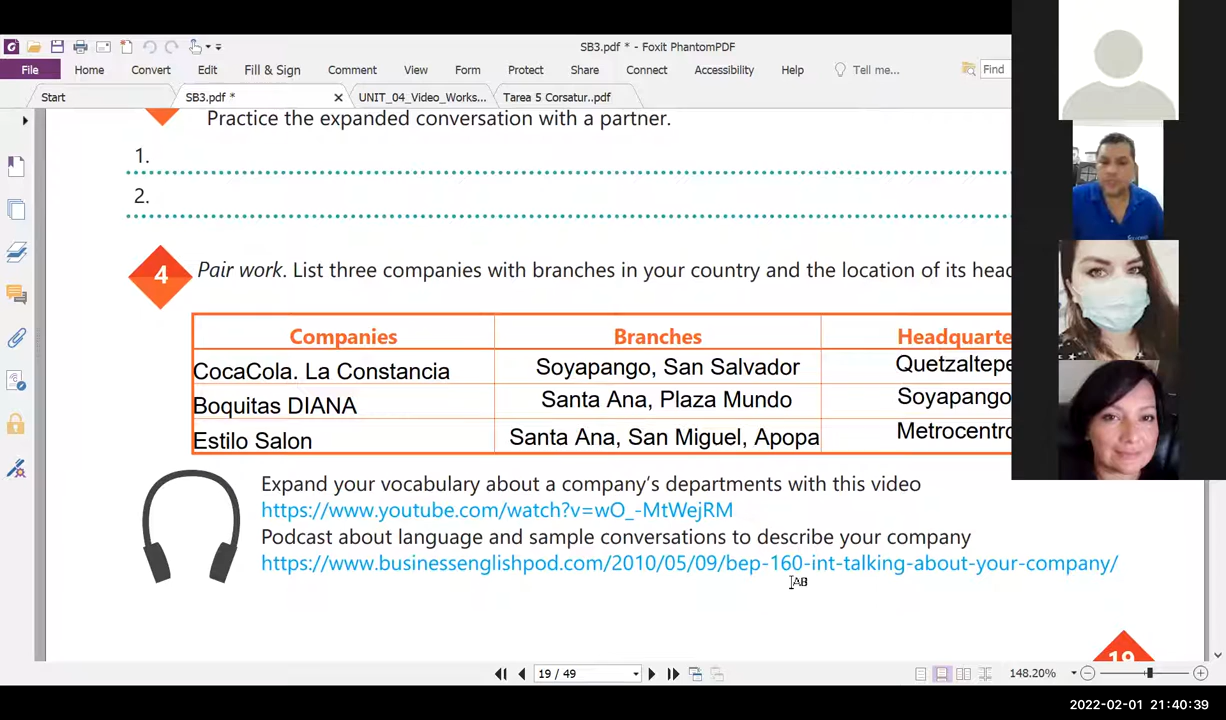 SB3.pdf * - Foxit PhantomPDF
File Home Convert Edit Fill & Sign Comment View Form Protect Share Connect Accessibility Help Tell me... Find
Start SB3.pdf * UNIT_04_Video_Works... Tarea 5 Corsatur..pdf
Practice the expanded conversation with a partner.
1.
2.
4 Pair work. List three companies with branches in your country and the location of its
Companies Branches
CocaCola. La Constancia Soyapango, San Salvador
Boquitas DIANA Santa Ana, Plaza Mundo Soyapango
Estilo Salon Santa Ana, San Miguel, Apopa
Expand your vocabulary about a company's departments with this video
https://www.youtube.com/watch?v=wO_-MtWejRM
Podcast about language and sample conversations to describe your company
https://www.businessenglishpod.com/2010/05/09/bep-160-int-talking-about-your-company/
19
19 / 49 148.20%
2022-02-01 21:40:39